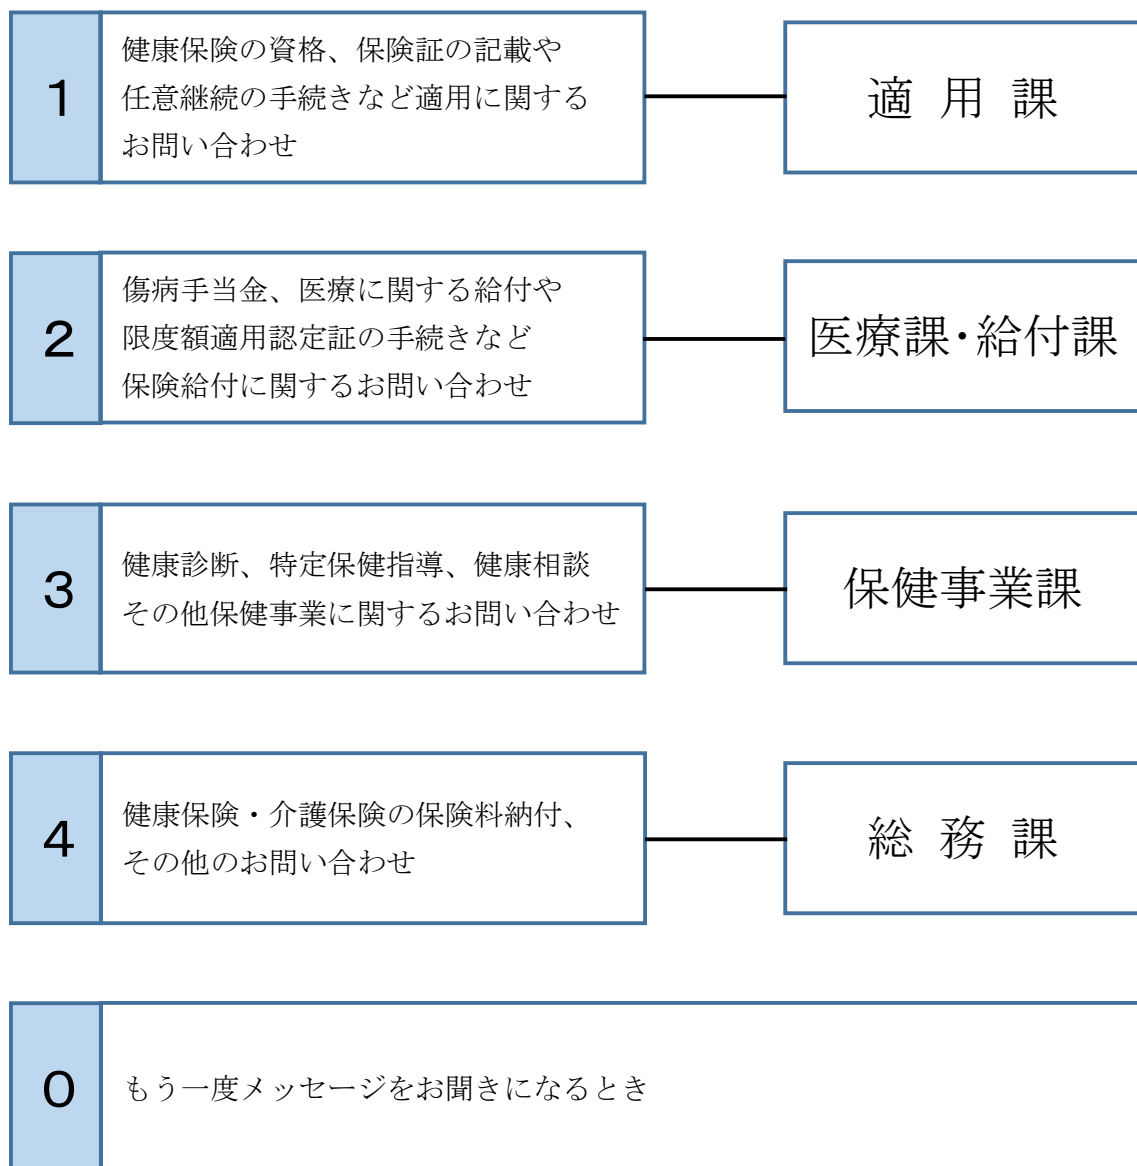 1
健康保険の資格、保険証の記載や
任意継続の手続きなど適用に関する
お問い合わせ
適 用 課
2
傷病手当金、医療に関する給付や
限度額適用認定証の手続きなど
保険給付に関するお問い合わせ
医療課・給付課
3
健康診断、特定保健指導、健康相談
その他保健事業に関するお問い合わせ
保健事業課
4
健康保険・介護保険の保険料納付、
その他のお問い合わせ
総 務 課
0
もう一度メッセージをお聞きになるとき